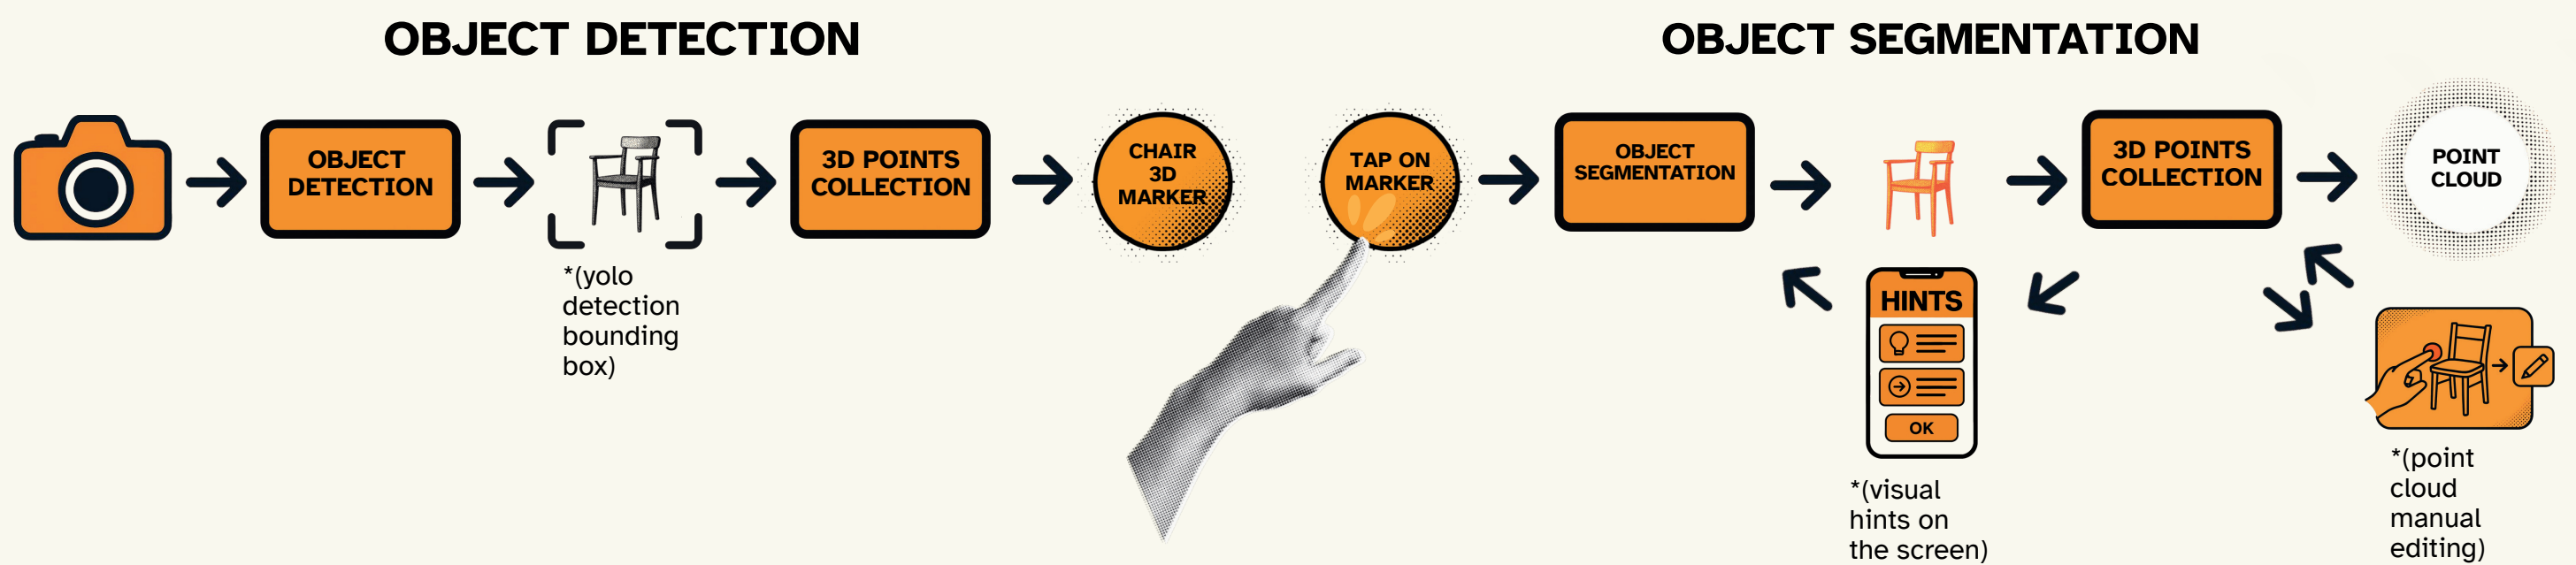 OBJECT DETECTION
OBJECT SEGMENTATION
OBJECT
DETECTION
*(yolo
detection
bounding
box)
3D POINTS
COLLECTION
CHAIR
3D
MARKER
TAP ON
MARKER
OBJECT
SEGMENTATION
HINTS
OK
*(visual
hints on
the screen)
3D POINTS
COLLECTION
POINT
CLOUD
*(point
cloud
manual
editing)